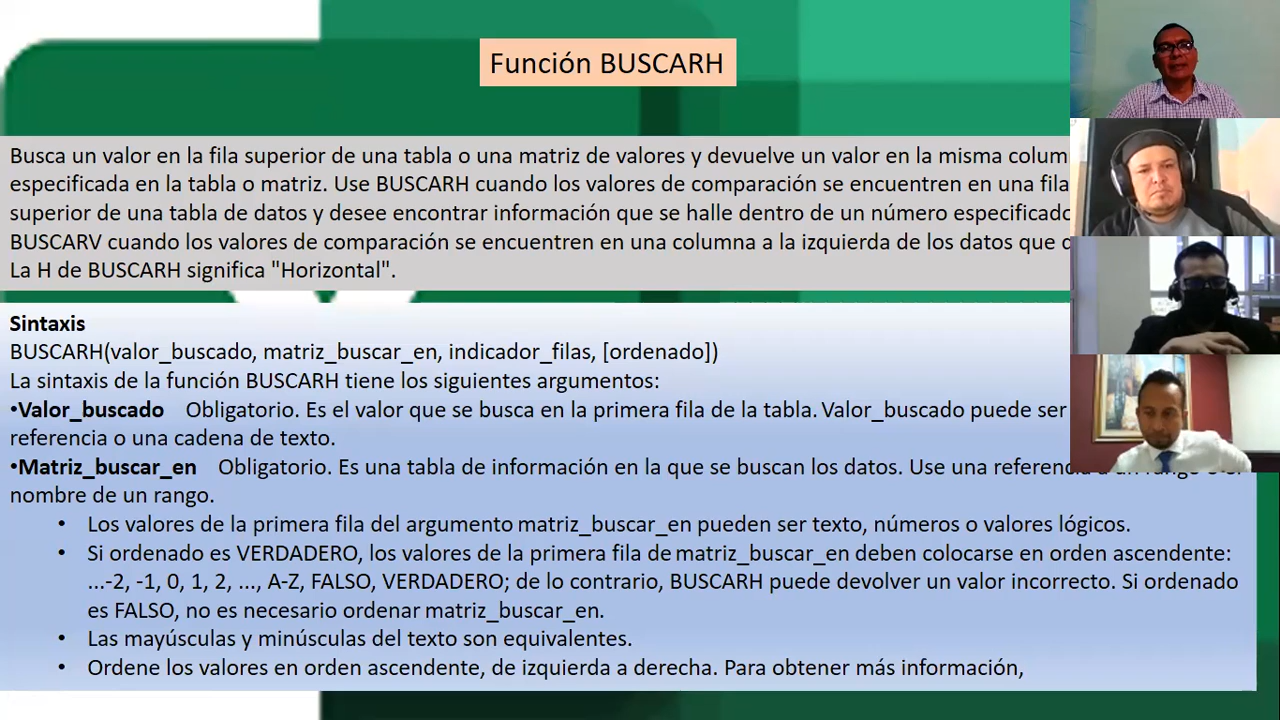 Función BUSCARH
Busca un valor en la fila superior de una tabla o una matriz de valores y devuelve un valor en la misma
especificada en la tabla o matriz. Use BUSCARH cuando los valores de comparación se encuentren en una fila
superior de una tabla de datos y desee encontrar información que se halle dentro de un número especificado
BUSCARV cuando los valores de comparación se encuentren en una columna a la izquierda de los datos que
La H de BUSCARH significa "Horizontal".
Sintaxis
BUSCARH(valor_buscado, matriz_buscar_en, indicador_filas, [ordenado])
La sintaxis de la función BUSCARH tiene los siguientes argumentos:
•Valor_buscado Obligatorio. Es el valor que se busca en la primera fila de la tabla. Valor_buscado puede ser
referencia o una cadena de texto.
•Matriz_buscar_en Obligatorio. Es una tabla de información en la que se buscan los datos. Use una referencia
nombre de un rango.
• Los valores de la primera fila del argumento matriz_buscar_en pueden ser texto, números o valores lógicos.
• Si ordenado es VERDADERO, los valores de la primera fila de matriz_buscar_en deben colocarse en orden ascendente:
...-2, -1, 0, 1, 2, ..., A-Z, FALSO, VERDADERO; de lo contrario, BUSCARH puede devolver un valor incorrecto. Si ordenado
es FALSO, no es necesario ordenar matriz_buscar_en.
• Las mayúsculas y minúsculas del texto son equivalentes.
• Ordene los valores en orden ascendente, de izquierda a derecha. Para obtener más información,